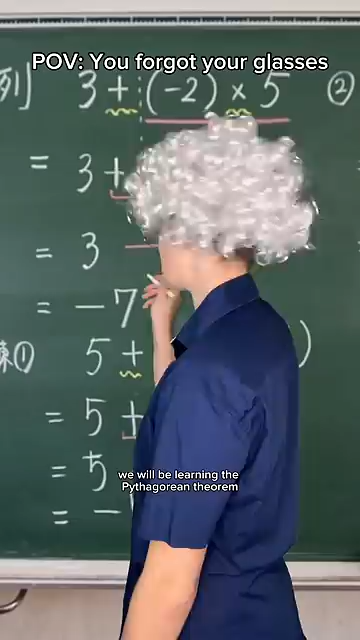 POV: You forgot your glasses
列] 3 + (-2) × 5 ②
= 3 +
= 3
= -7
練① 5 + )
= 5 +
= 5
= -
we will be learning the
Pythagorean theorem